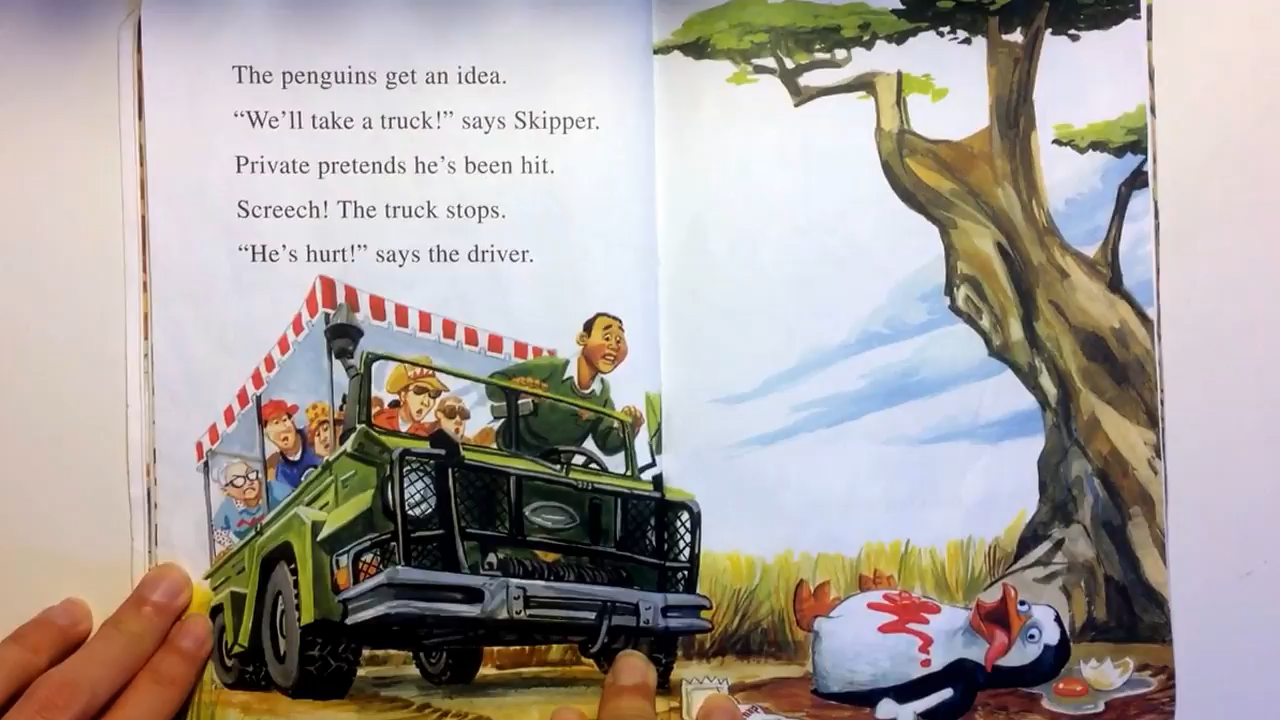 The penguins get an idea.
“We’ll take a truck!” says Skipper.
Private pretends he’s been hit.
Screech! The truck stops.
“He’s hurt!” says the driver.